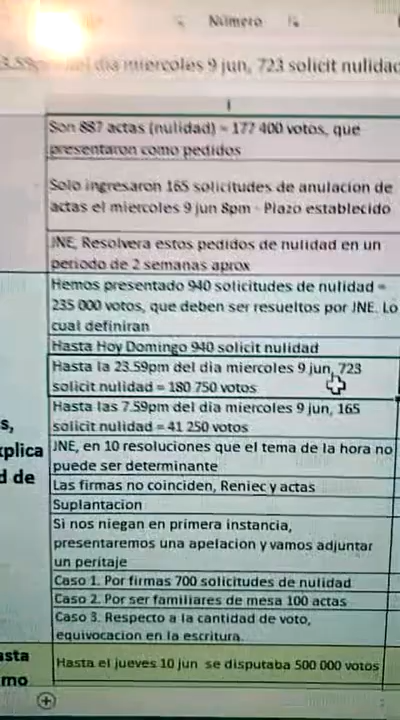 Número
del dia miercoles 9 jun, 723 solicit nulidad
I
Son 887 actas (nulidad) = 177 400 votos, que
presentaron como pedidos
Solo ingresaron 165 solicitudes de anulacion de
actas el miercoles 9 jun 8pm - Plazo establecido
JNE, Resolvera estos pedidos de nulidad en un
periodo de 2 semanas aprox
Hemos presentado 940 solicitudes de nulidad =
235 000 votos, que deben ser resueltos por JNE. Lo
cual definiran
Hasta Hoy Domingo 940 solicit nulidad
Hasta la 23.59pm del dia miercoles 9 jun, 723
solicit nulidad = 180 750 votos
Hasta las 7.59pm del dia miercoles 9 jun, 165
solicit nulidad = 41 250 votos
s,
xplica
d de
JNE, en 10 resoluciones que el tema de la hora no
puede ser determinante
Las firmas no coinciden, Reniec y actas
Suplantacion
Si nos niegan en primera instancia,
presentaremos una apelacion y vamos adjuntar
un peritaje
Caso 1. Por firmas 700 solicitudes de nulidad
Caso 2. Por ser familiares de mesa 100 actas
Caso 3. Respecto a la cantidad de voto,
equivocacion en la escritura.
asta
mo
Hasta el jueves 10 jun se disputaba 500 000 votos